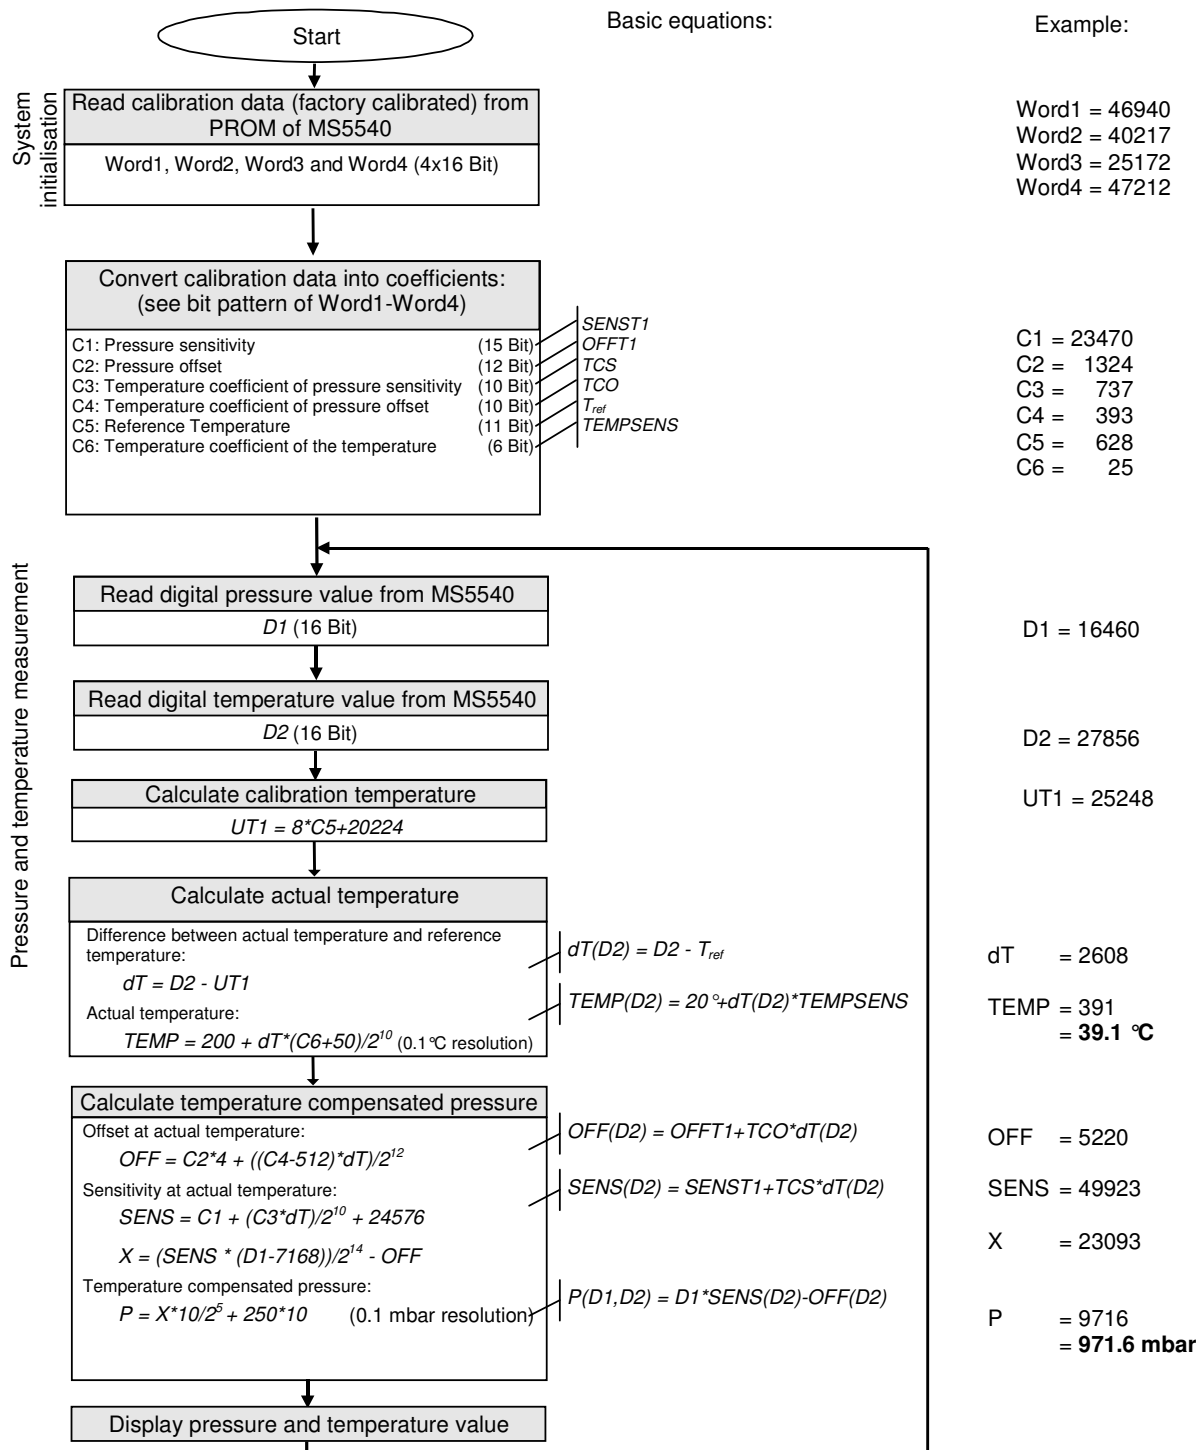 Basic equations:
Example:
Start
System
initialisation
Read calibration data (factory calibrated) from
PROM of MS5540
Word1, Word2, Word3 and Word4 (4x16 Bit)
Word1 = 46940
Word2 = 40217
Word3 = 25172
Word4 = 47212
Convert calibration data into coefficients:
(see bit pattern of Word1-Word4)
C1: Pressure sensitivity (15 Bit)
C2: Pressure offset (12 Bit)
C3: Temperature coefficient of pressure sensitivity (10 Bit)
C4: Temperature coefficient of pressure offset (10 Bit)
C5: Reference Temperature (11 Bit)
C6: Temperature coefficient of the temperature (6 Bit)
SENST1
OFFT1
TCS
TCO
T_ref
TEMPSENS
C1 = 23470
C2 = 1324
C3 = 737
C4 = 393
C5 = 628
C6 = 25
Pressure and temperature measurement
Read digital pressure value from MS5540
D1 (16 Bit)
D1 = 16460
Read digital temperature value from MS5540
D2 (16 Bit)
D2 = 27856
Calculate calibration temperature
UT1 = 8*C5+20224
UT1 = 25248
Calculate actual temperature
Difference between actual temperature and reference
temperature:
dT = D2 - UT1
dT(D2) = D2 - T_ref
dT = 2608
Actual temperature:
TEMP = 200 + dT*(C6+50)/2^10 (0.1°C resolution)
TEMP(D2) = 20°+dT(D2)*TEMPSENS
TEMP = 391
= 39.1 °C
Calculate temperature compensated pressure
Offset at actual temperature:
OFF = C2*4 + ((C4-512)*dT)/2^12
OFF(D2) = OFFT1+TCO*dT(D2)
OFF = 5220
Sensitivity at actual temperature:
SENS = C1 + (C3*dT)/2^10 + 24576
SENS(D2) = SENST1+TCS*dT(D2)
SENS = 49923
X = (SENS * (D1-7168))/2^14 - OFF
X = 23093
Temperature compensated pressure:
P = X*10/2^5 + 250*10 (0.1 mbar resolution)
P(D1,D2) = D1*SENS(D2)-OFF(D2)
P = 9716
= 971.6 mbar
Display pressure and temperature value